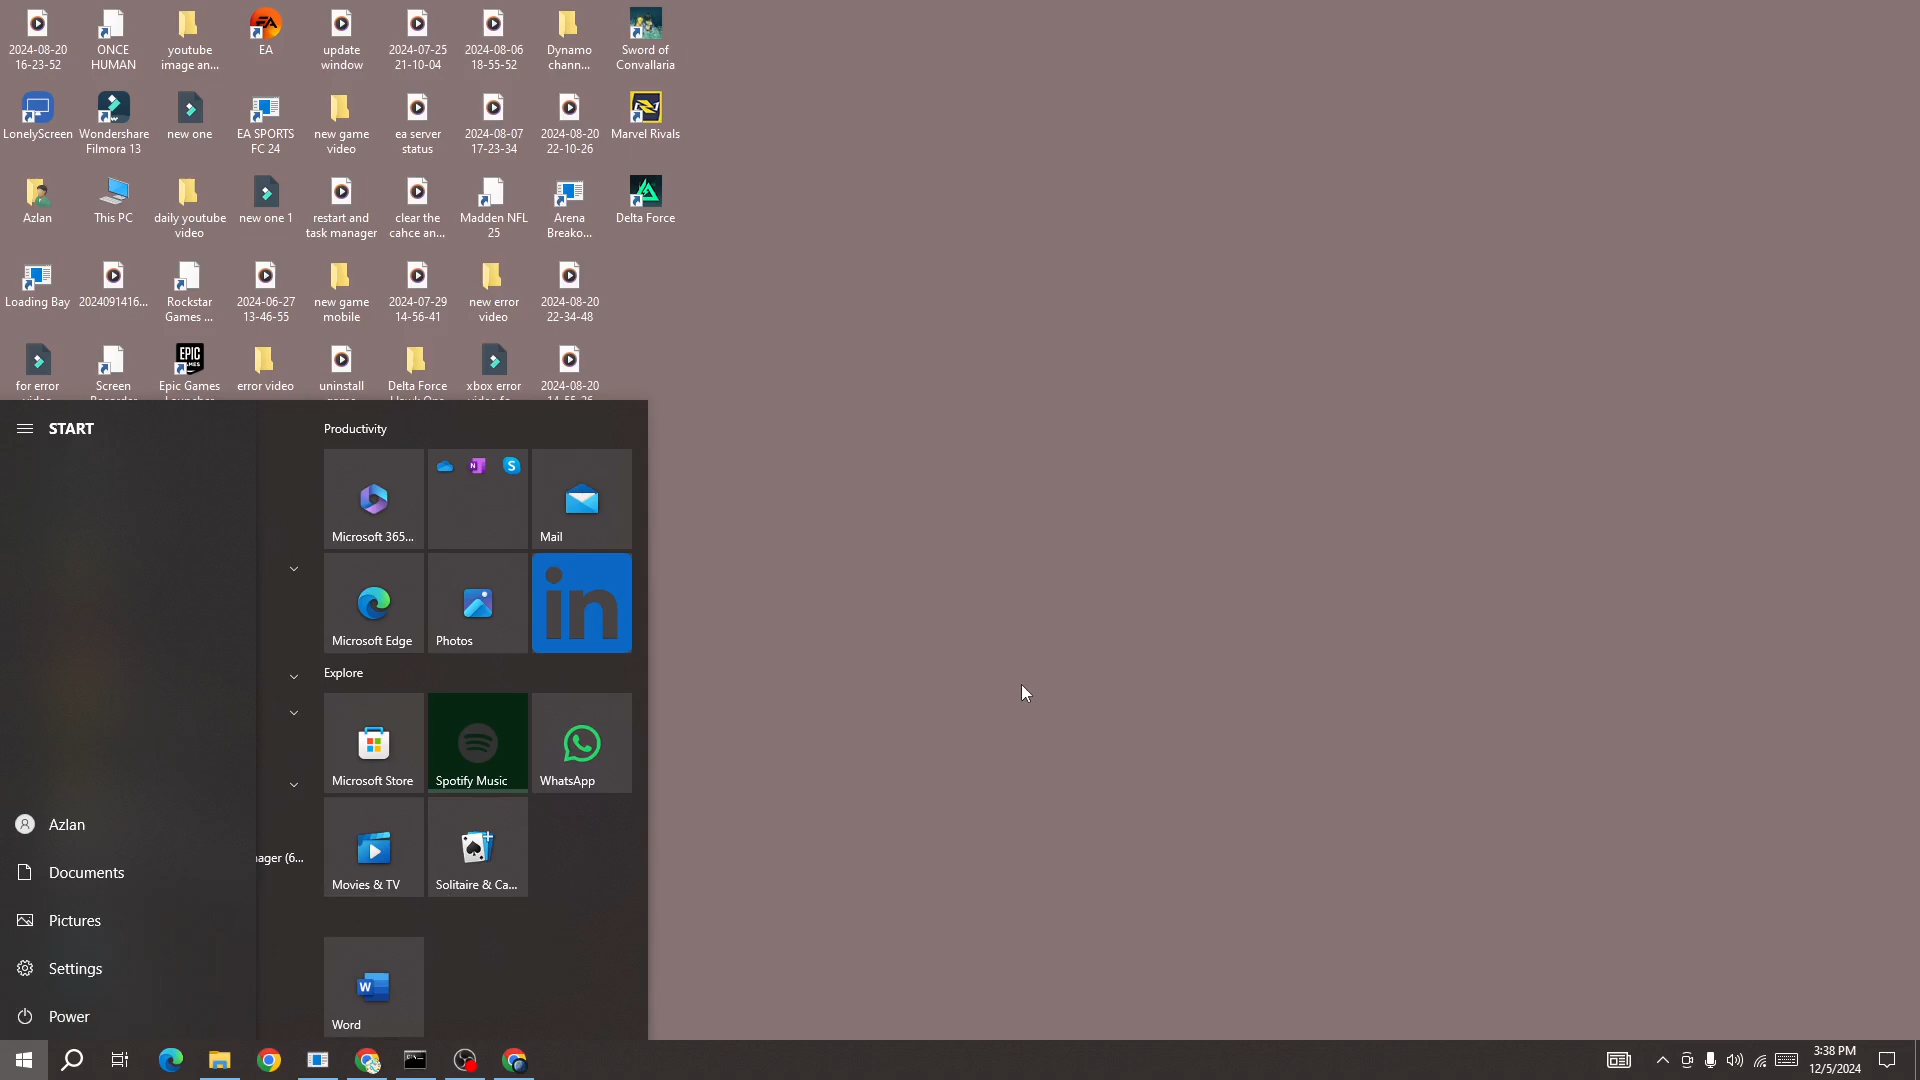 2024-08-20
16-23-52
ONCE
HUMAN
youtube
image an...
EA
update
window
2024-07-25
21-10-04
2024-08-06
18-55-52
Dynamo
chann...
Sword of
Convallaria
LonelyScreen
Wondershare
Filmora 13
new one
EA SPORTS
FC 24
new game
video
ea server
status
2024-08-07
17-23-34
2024-08-20
22-10-26
Marvel Rivals
Azlan
This PC
daily youtube
video
new one 1
restart and
task manager
clear the
cahce an...
Madden NFL
25
Arena
Breako...
Delta Force
Loading Bay
2024091416...
Rockstar
Games ...
2024-06-27
13-46-55
new game
mobile
2024-07-29
14-56-41
new error
video
2024-08-20
22-34-48
for error
Screen
EPIC
GAMES
Epic Games
error video
uninstall
Delta Force
xbox error
2024-08-20
START
Productivity
Microsoft 365...
N
S
Mail
Microsoft Edge
Photos
in
Explore
Microsoft Store
Spotify Music
WhatsApp
Movies & TV
Solitaire & Ca...
W
Word
Azlan
Documents
Pictures
Settings
Power
nager (6...
3:38 PM
12/5/2024